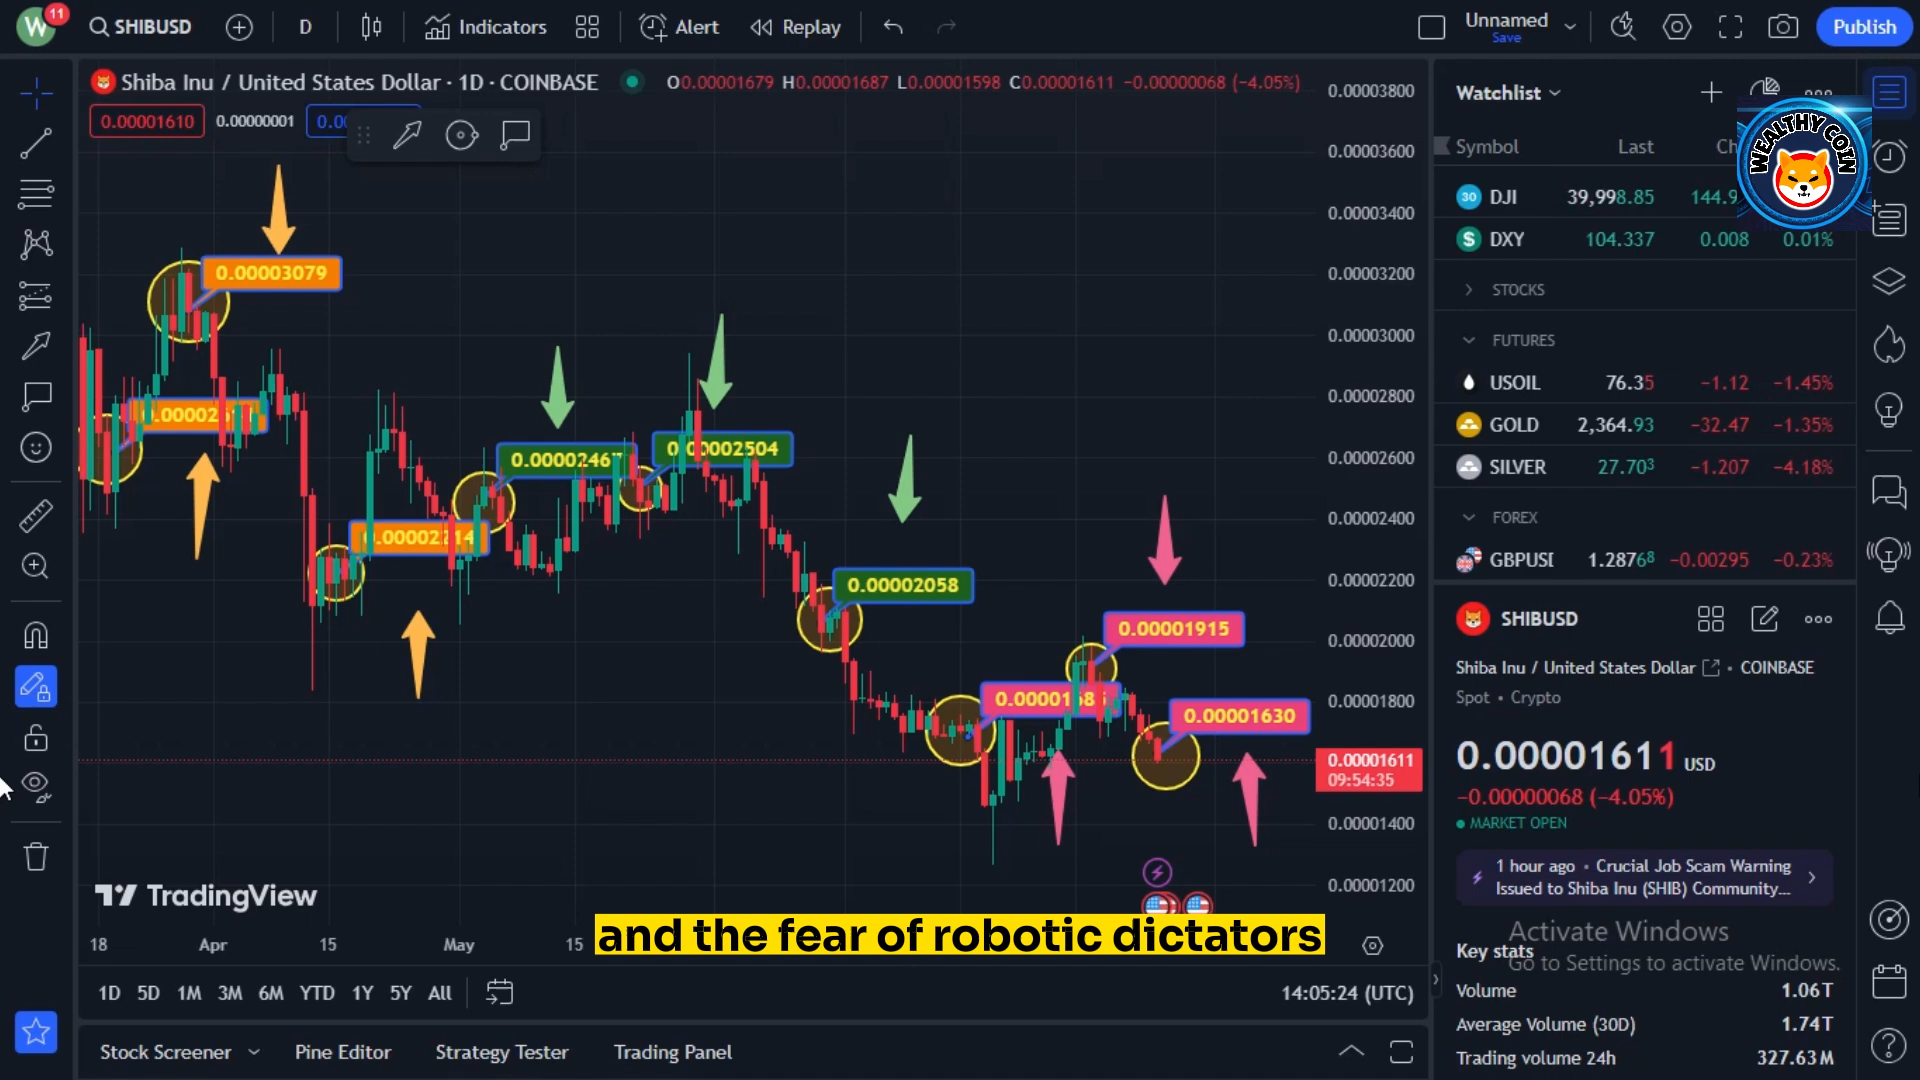 W 11 SHIBUSD D Indicators Alert Replay Unnamed Save Publish
Shiba Inu / United States Dollar · 1D · COINBASE O0.00001679 H0.00001687 L0.00001598 C0.00001611 −0.00000068 (−4.05%)
0.00001610 0.00000001
0.00003800
0.00003600
0.00003400
0.00003200
0.00003000
0.00002800
0.00002600
0.00002400
0.00002200
0.00002000
0.00001800
0.00001611
09:54:35
0.00001400
0.00001200
0.00003079
0.00002214
0.00002504
0.00002058
0.00001915
0.00001630
TradingView
18 Apr 15 May 15
and the fear of robotic dictators
1D 5D 1M 3M 6M YTD 1Y 5Y All 14:05:24 (UTC)
Stock Screener Pine Editor Strategy Tester Trading Panel
Watchlist
WEALTHY COIN
Symbol Last
30 DJI 39,998.85 144.9
$ DXY 104.337 0.008 0.01%
STOCKS
FUTURES
USOIL 76.35 −1.12 −1.45%
GOLD 2,364.93 −32.47 −1.35%
SILVER 27.703 −1.207 −4.18%
FOREX
1.28768 −0.00295 −0.23%
SHIBUSD
Shiba Inu / United States Dollar • COINBASE
Spot • Crypto
0.00001611 USD
−0.00000068 (−4.05%)
MARKET OPEN
1 hour ago • Crucial Job Scam Warning
Issued to Shiba Inu (SHIB) Community...
Activate Windows
Key stats
Go to Settings to activate Windows.
Volume 1.06T
Average Volume (30D) 1.74T
Trading volume 24h 327.63M